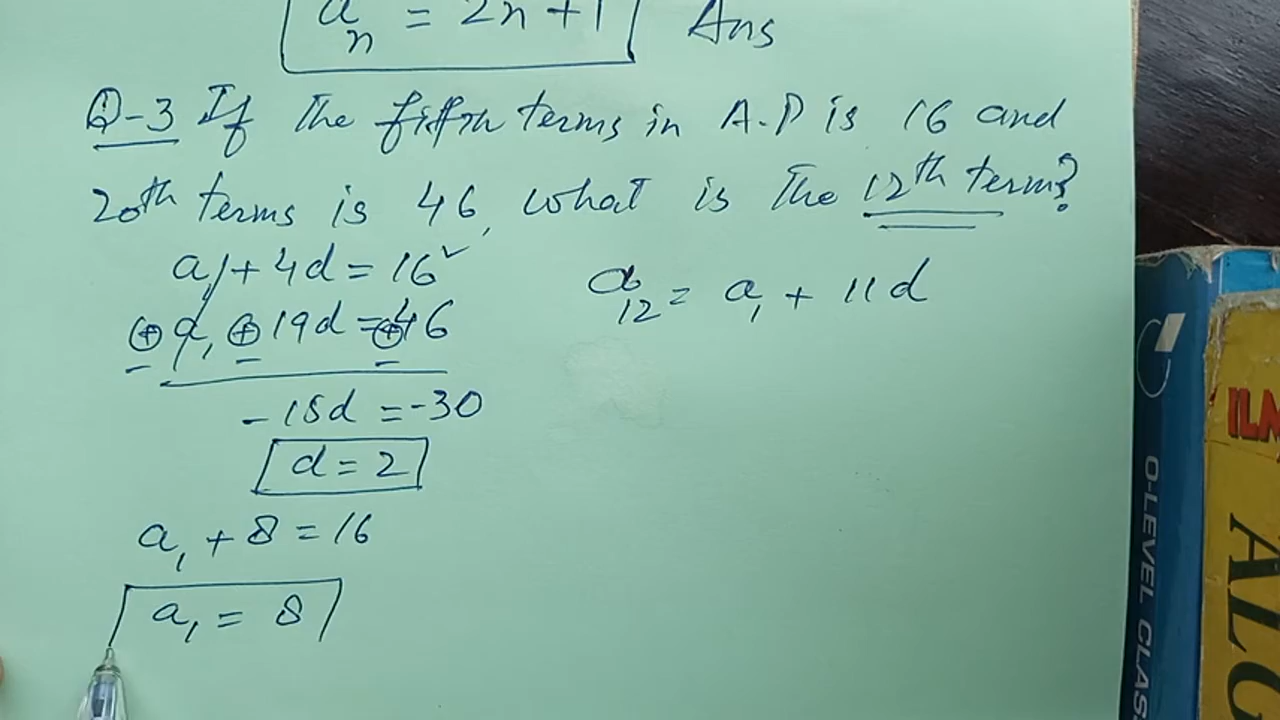 a_n = 2n + 1 Ans
Q-3 If The fifth terms in A.P is 16 and
20th terms is 46, what is The 12th term?
a₁ + 4d = 16
a₁₂ = a₁ + 11d
+ a₁ + 19d = +46
- - -
-15d = -30
d = 2
a₁ + 8 = 16
a₁ = 8
O-LEVEL CLAS
ILM
ALG